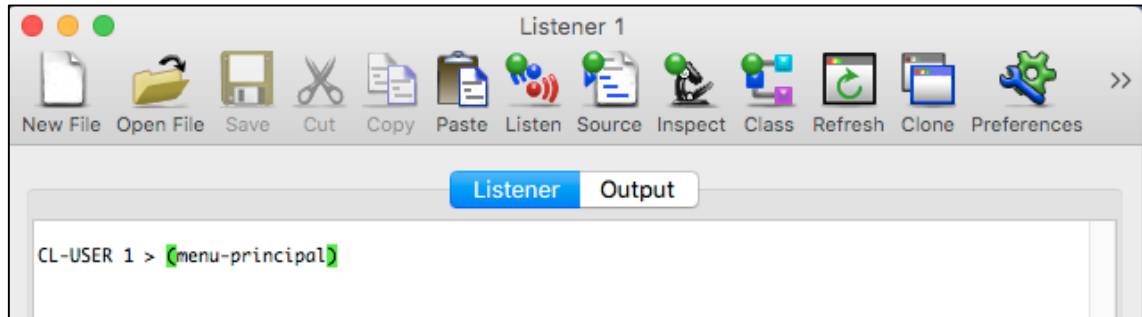 Listener 1
New File Open File Save Cut Copy Paste Listen Source Inspect Class Refresh Clone Preferences
Listener Output
CL-USER 1 > (menu-principal)